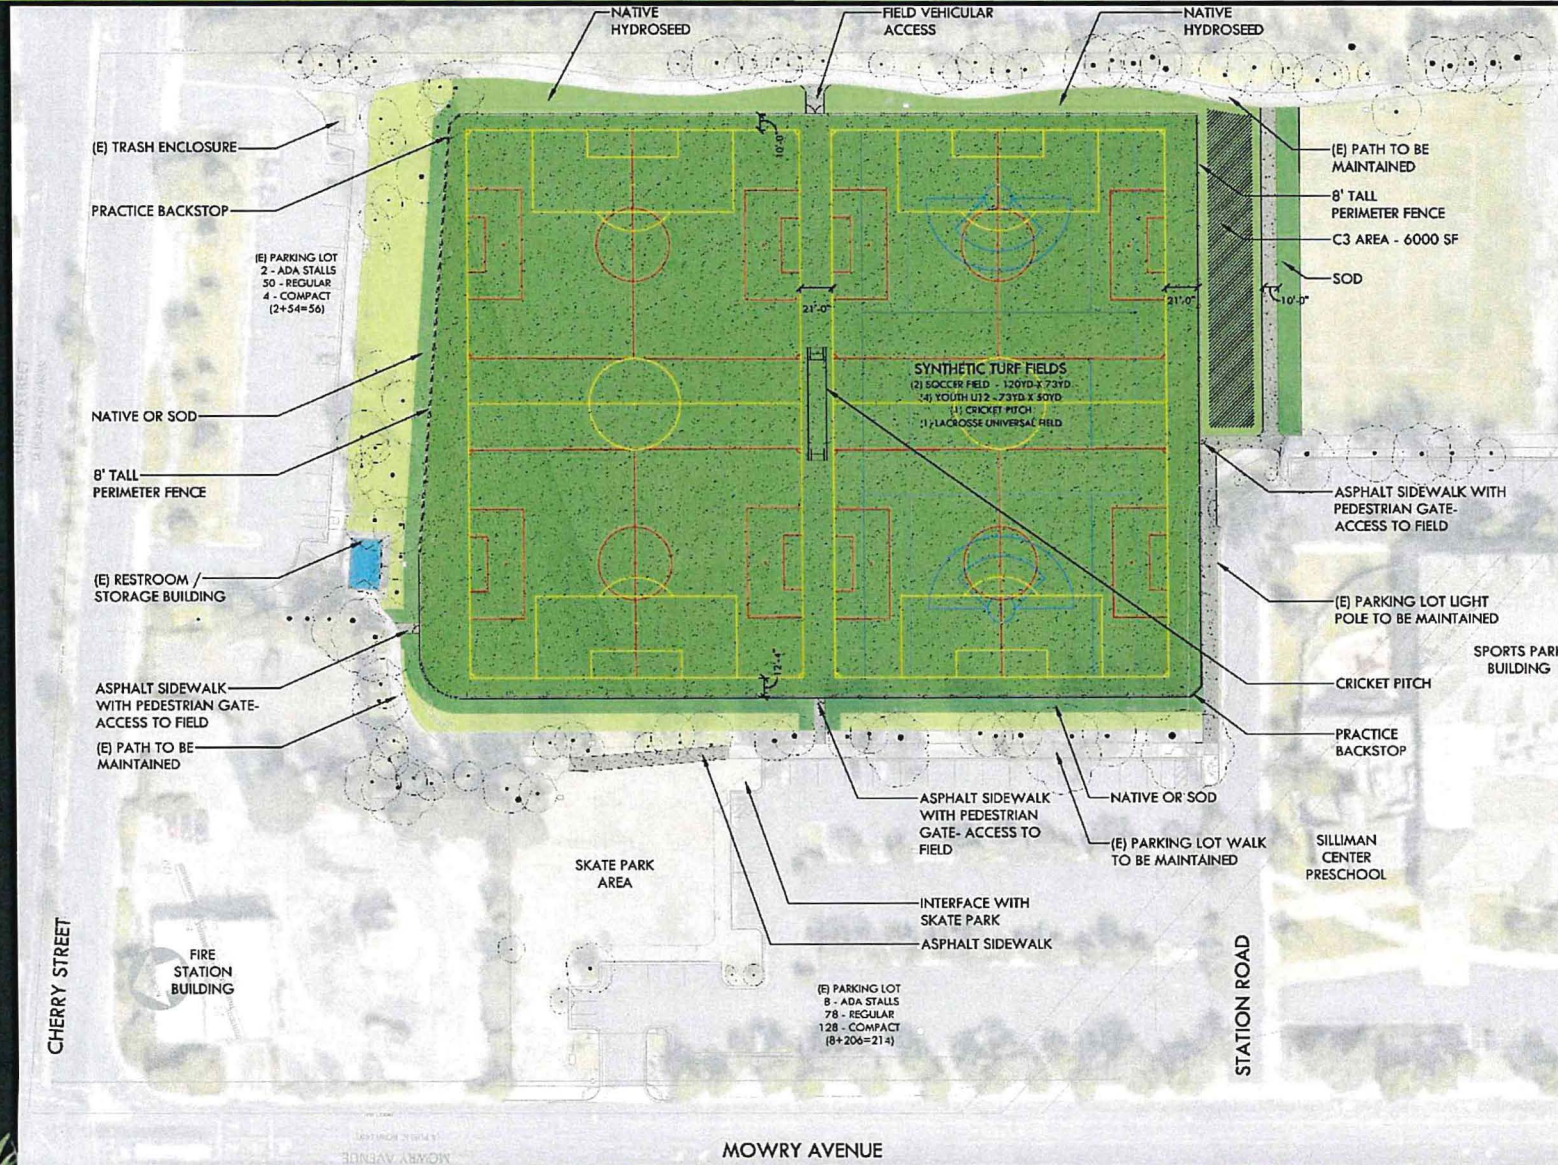 NATIVE
HYDROSEED
FIELD VEHICULAR
ACCESS
NATIVE
HYDROSEED
(E) TRASH ENCLOSURE
PRACTICE BACKSTOP
(E) PARKING LOT
2 - ADA STALLS
50 - REGULAR
4 - COMPACT
(2+54=56)
NATIVE OR SOD
8' TALL
PERIMETER FENCE
(E) RESTROOM /
STORAGE BUILDING
ASPHALT SIDEWALK
WITH PEDESTRIAN GATE-
ACCESS TO FIELD
(E) PATH TO BE
MAINTAINED
10'-0"
21'-0"
21'-0"
10'-0"
12'-4"
SYNTHETIC TURF FIELDS
(2) SOCCER FIELD - 120YD X 73YD
(4) YOUTH U12 - 73YD X 50YD
(1) CRICKET PITCH
(1) LACROSSE UNIVERSAL FIELD
(E) PATH TO BE
MAINTAINED
8' TALL
PERIMETER FENCE
C3 AREA - 6000 SF
SOD
ASPHALT SIDEWALK WITH
PEDESTRIAN GATE-
ACCESS TO FIELD
(E) PARKING LOT LIGHT
POLE TO BE MAINTAINED
SPORTS PARK
BUILDING
CRICKET PITCH
PRACTICE
BACKSTOP
NATIVE OR SOD
(E) PARKING LOT WALK
TO BE MAINTAINED
ASPHALT SIDEWALK
WITH PEDESTRIAN
GATE- ACCESS TO
FIELD
INTERFACE WITH
SKATE PARK
ASPHALT SIDEWALK
SKATE PARK
AREA
SILLIMAN
CENTER
PRESCHOOL
FIRE
STATION
BUILDING
(E) PARKING LOT
8 - ADA STALLS
78 - REGULAR
128 - COMPACT
(8+206=214)
CHERRY STREET
STATION ROAD
MOWRY AVENUE
CHERRY STREET
MOWRY AVENUE